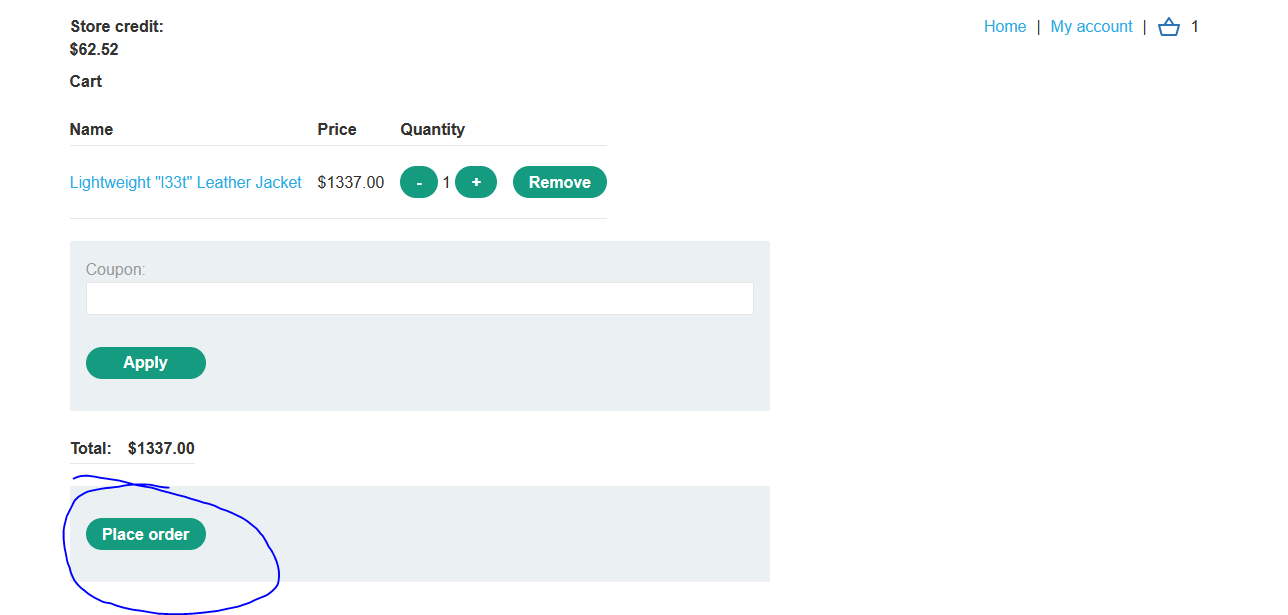 Store credit:
$62.52
Home | My account | 1
Cart
Name Price Quantity
Lightweight "l33t" Leather Jacket $1337.00 - 1 + Remove
Coupon:
Apply
Total: $1337.00
Place order